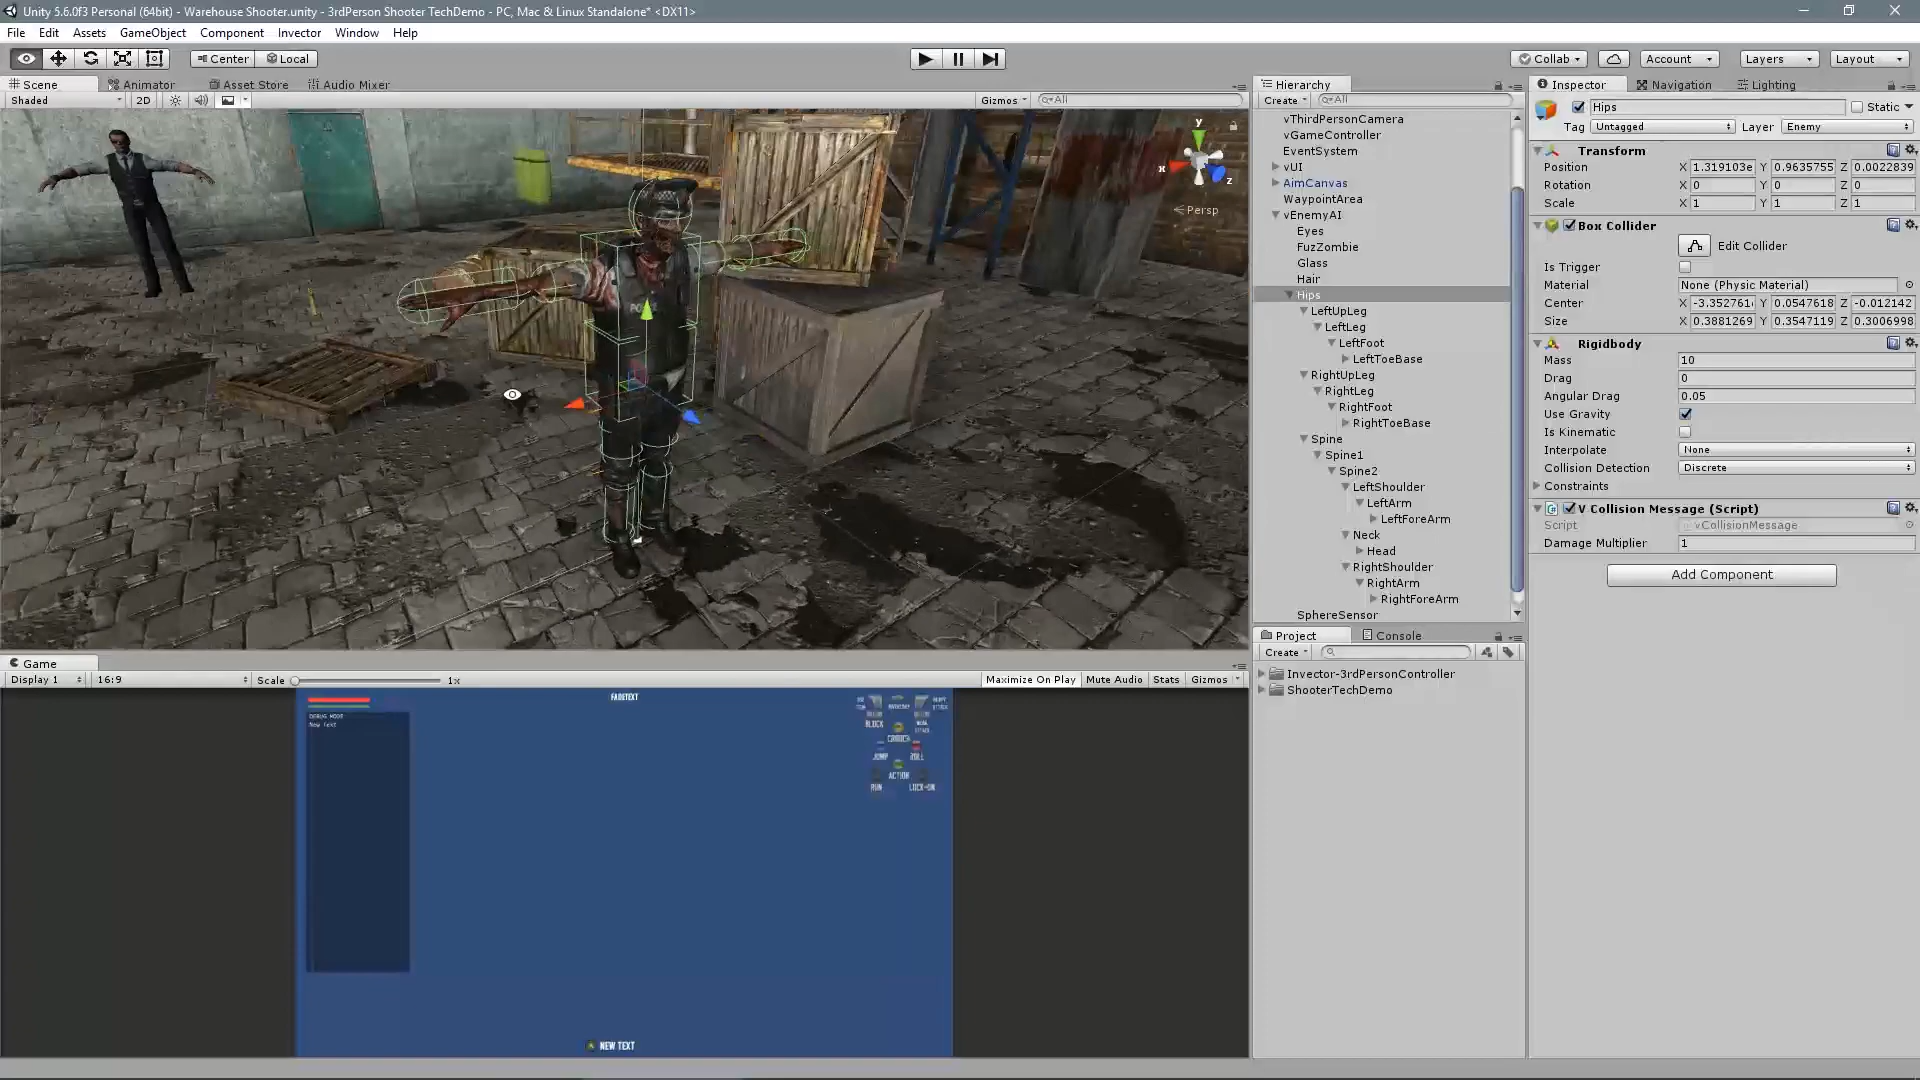 Unity 5.6.0f3 Personal (64bit) - Warehouse Shooter.unity - 3rdPerson Shooter TechDemo - PC, Mac & Linux Standalone* <DX11>
File Edit Assets GameObject Component Invector Window Help
Center Local Collab Account Layers Layout
Scene Animator Asset Store Audio Mixer
Shaded 2D Gizmos All
y
x
z
Persp
Hierarchy
Create All
vThirdPersonCamera
vGameController
EventSystem
vUI
AimCanvas
WaypointArea
vEnemyAI
Eyes
FuzZombie
Glass
Hair
Hips
LeftUpLeg
LeftLeg
LeftFoot
LeftToeBase
RightUpLeg
RightLeg
RightFoot
RightToeBase
Spine
Spine1
Spine2
LeftShoulder
LeftArm
LeftForeArm
Neck
Head
RightShoulder
RightArm
RightForeArm
SphereSensor
Inspector Navigation Lighting
Hips Static
Tag Untagged Layer Enemy
Transform
Position X 1.319103e Y 0.9635755 Z 0.0022839
Rotation X 0 Y 0 Z 0
Scale X 1 Y 1 Z 1
Box Collider
Edit Collider
Is Trigger
Material None (Physic Material)
Center X -3.352761 Y 0.0547618 Z -0.012142
Size X 0.3881269 Y 0.3547119 Z 0.3006998
Rigidbody
Mass 10
Drag 0
Angular Drag 0.05
Use Gravity
Is Kinematic
Interpolate None
Collision Detection Discrete
Constraints
V Collision Message (Script)
Script vCollisionMessage
Damage Multiplier 1
Add Component
Project Console
Create
Invector-3rdPersonController
ShooterTechDemo
Game
Display 1 16:9 Scale 1x Maximize On Play Mute Audio Stats Gizmos
FADETEXT
DEBUG MODE
New Text
BLOCK
CROUCH
JUMP ROLL
ACTION
RUN LOCK-ON
NEW TEXT